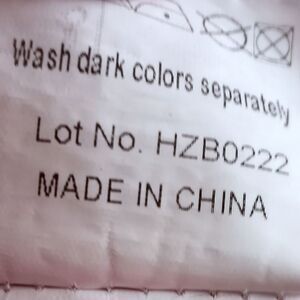 Wash dark colors separately
Lot No. HZB0222
MADE IN CHINA